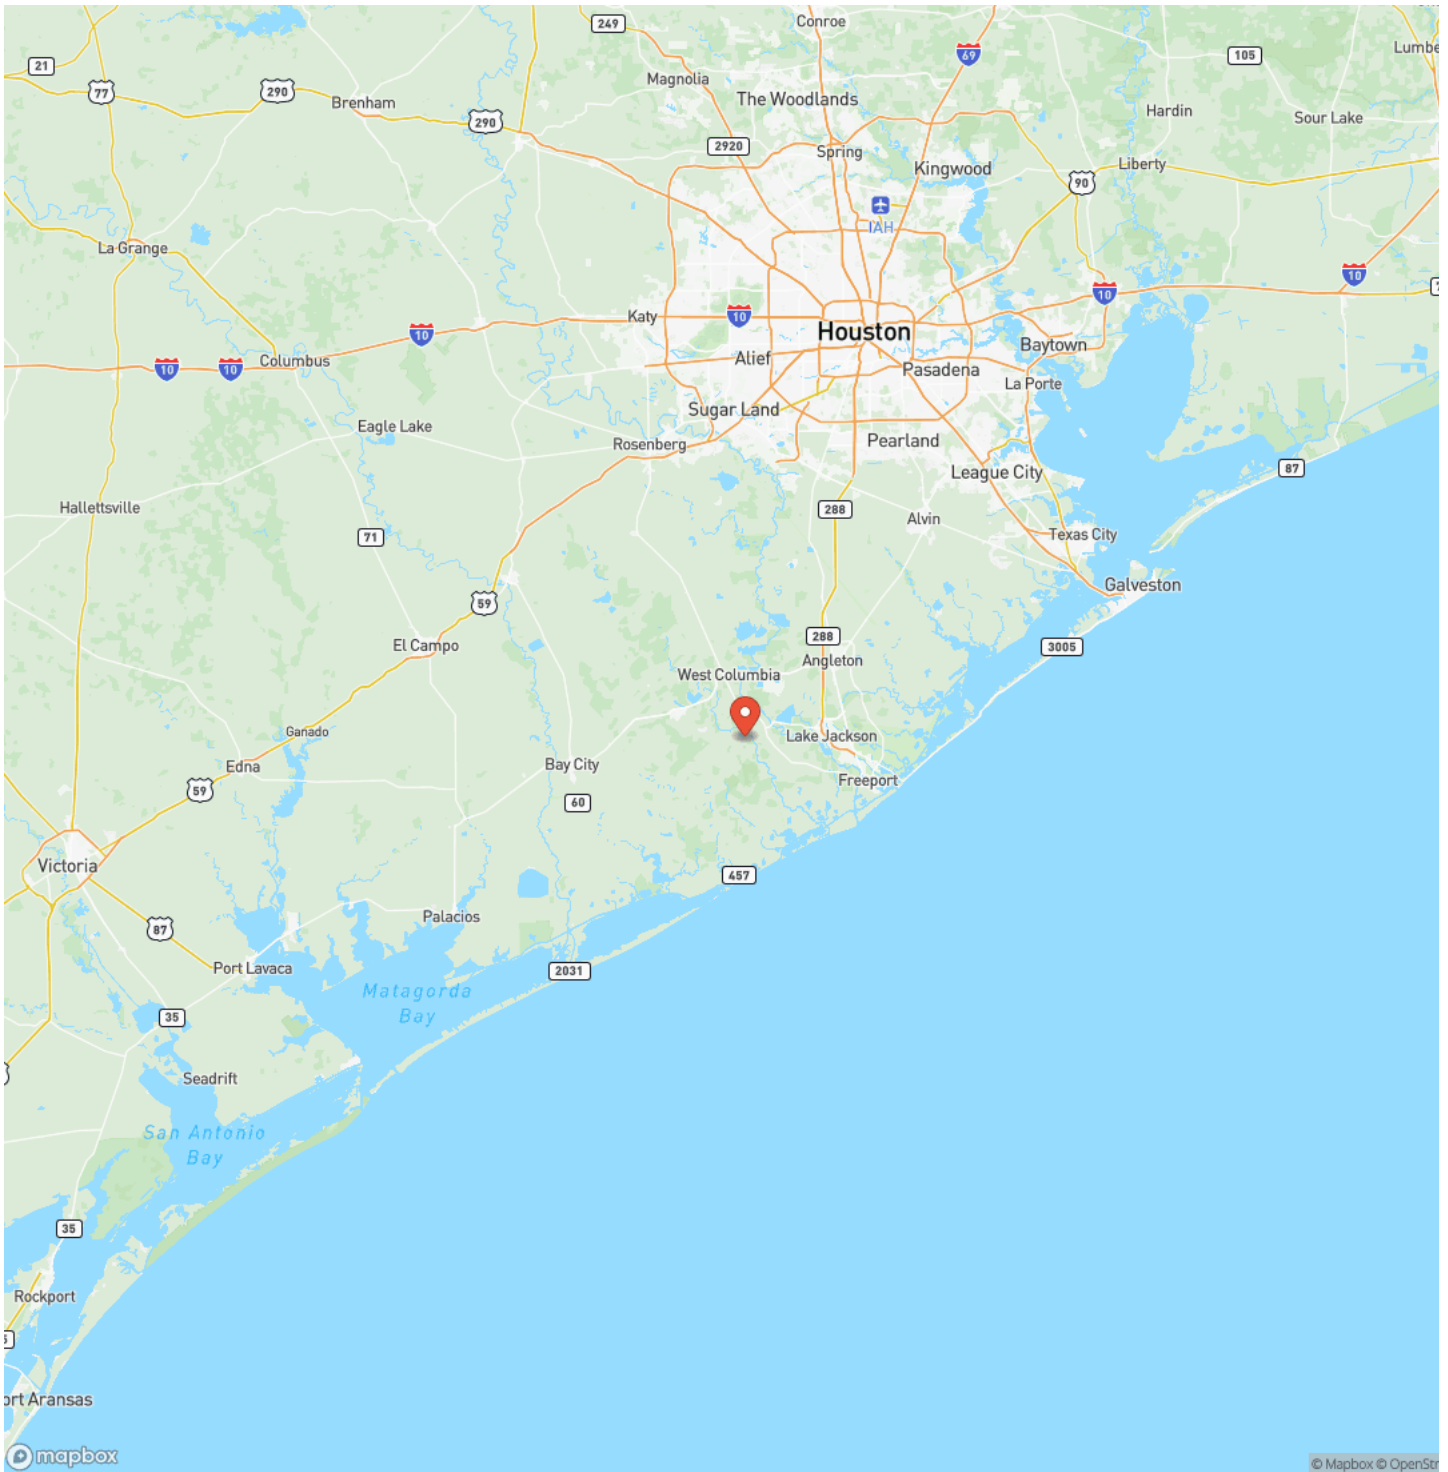 Conroe
249
69
105
Lumbe
21
77
290
Magnolia
Brenham
The Woodlands
Hardin
290
Sour Lake
2920
Spring
Liberty
Kingwood
90
IAH
La Grange
10
10
Katy
10
Houston
10
Baytown
Columbus
Alief
10
10
Pasadena
La Porte
Sugar Land
Eagle Lake
Rosenberg
Pearland
League City
87
Hallettsville
288
Alvin
71
Texas City
Galveston
59
288
El Campo
3005
Angleton
West Columbia
Ganado
Lake Jackson
Edna
Bay City
Freeport
59
60
Victoria
457
Palacios
87
Port Lavaca
2031
Matagorda
Bay
35
Seadrift
San Antonio
Bay
35
Rockport
5
ort Aransas
mapbox
© Mapbox © OpenStr